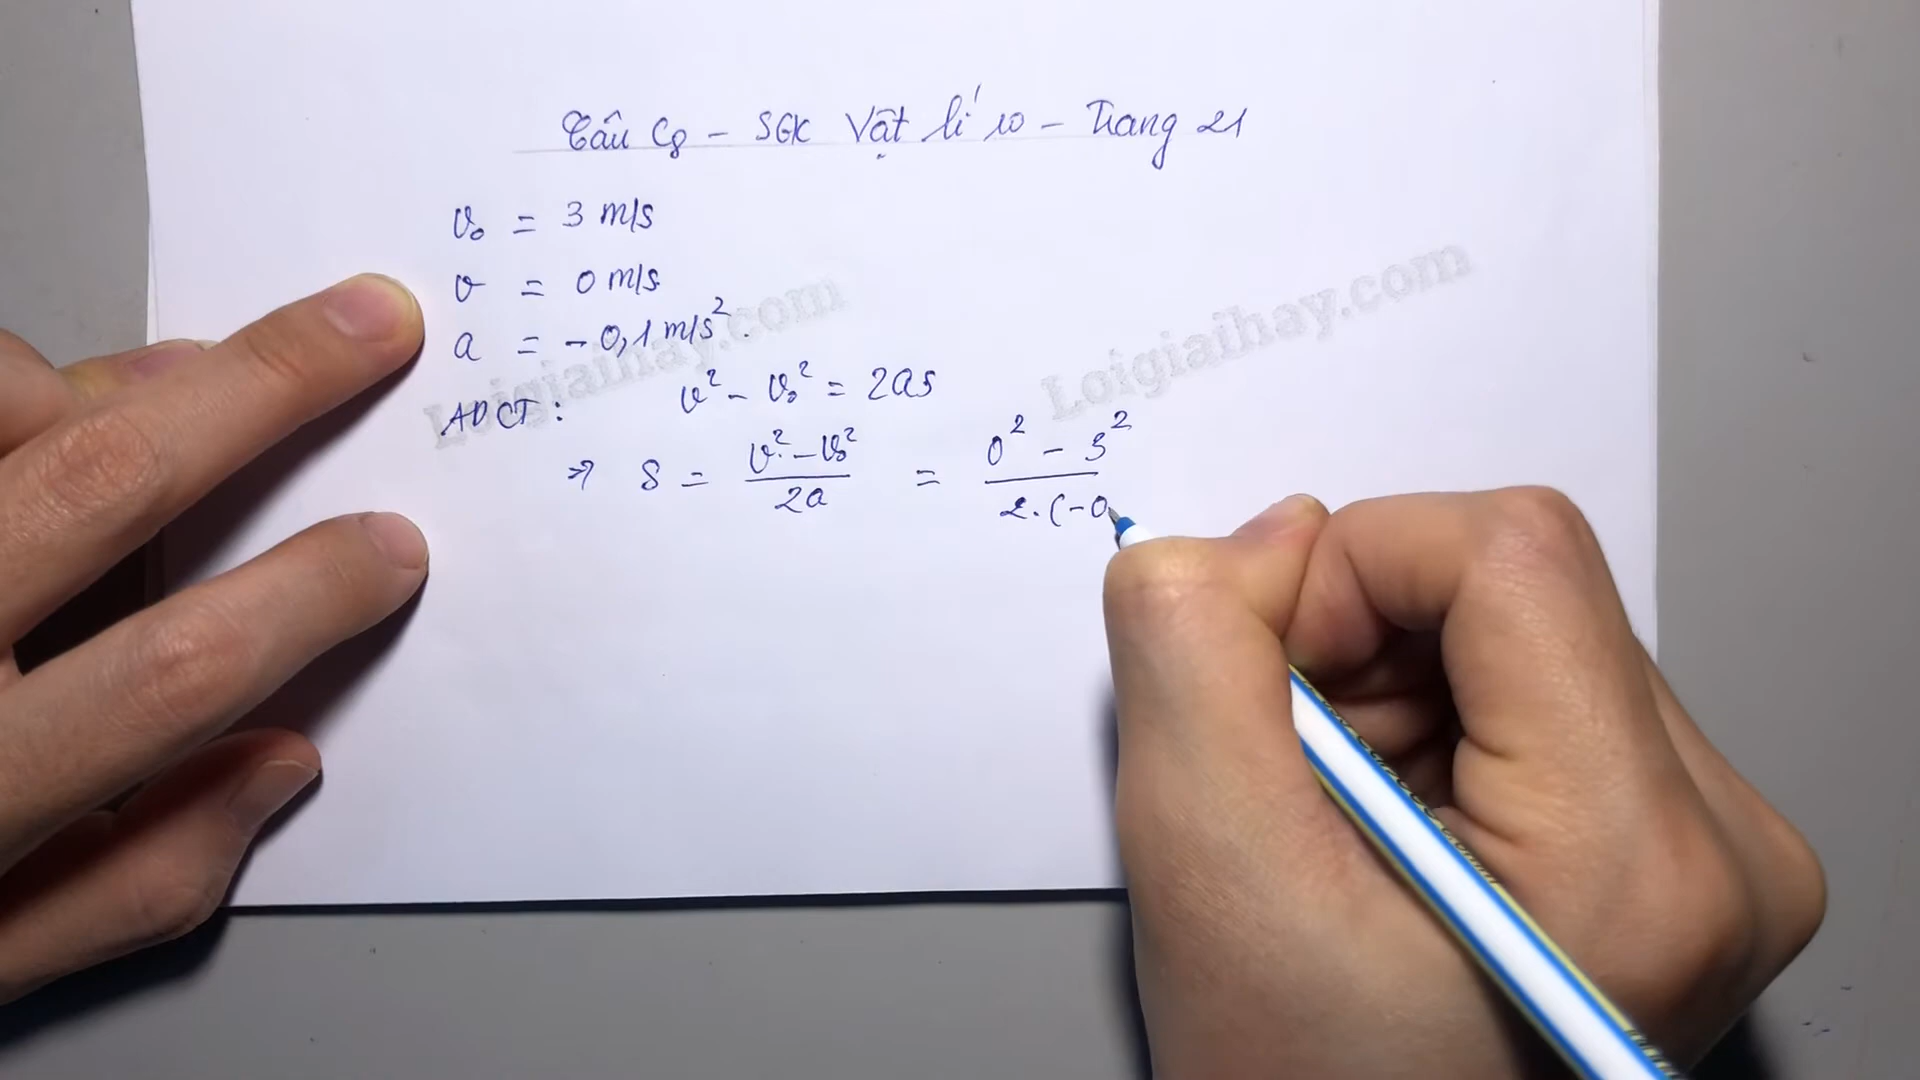 Câu C8 - SGK Vật lí 10 - Trang 21
v₀ = 3 m/s
v = 0 m/s
a = -0,1 m/s².
ADCT: v² - v₀² = 2as
=> S = (v² - v₀²)/(2a) = (0² - 3²)/(2.(-0,
Loigiaihay.com
Loigiaihay.com